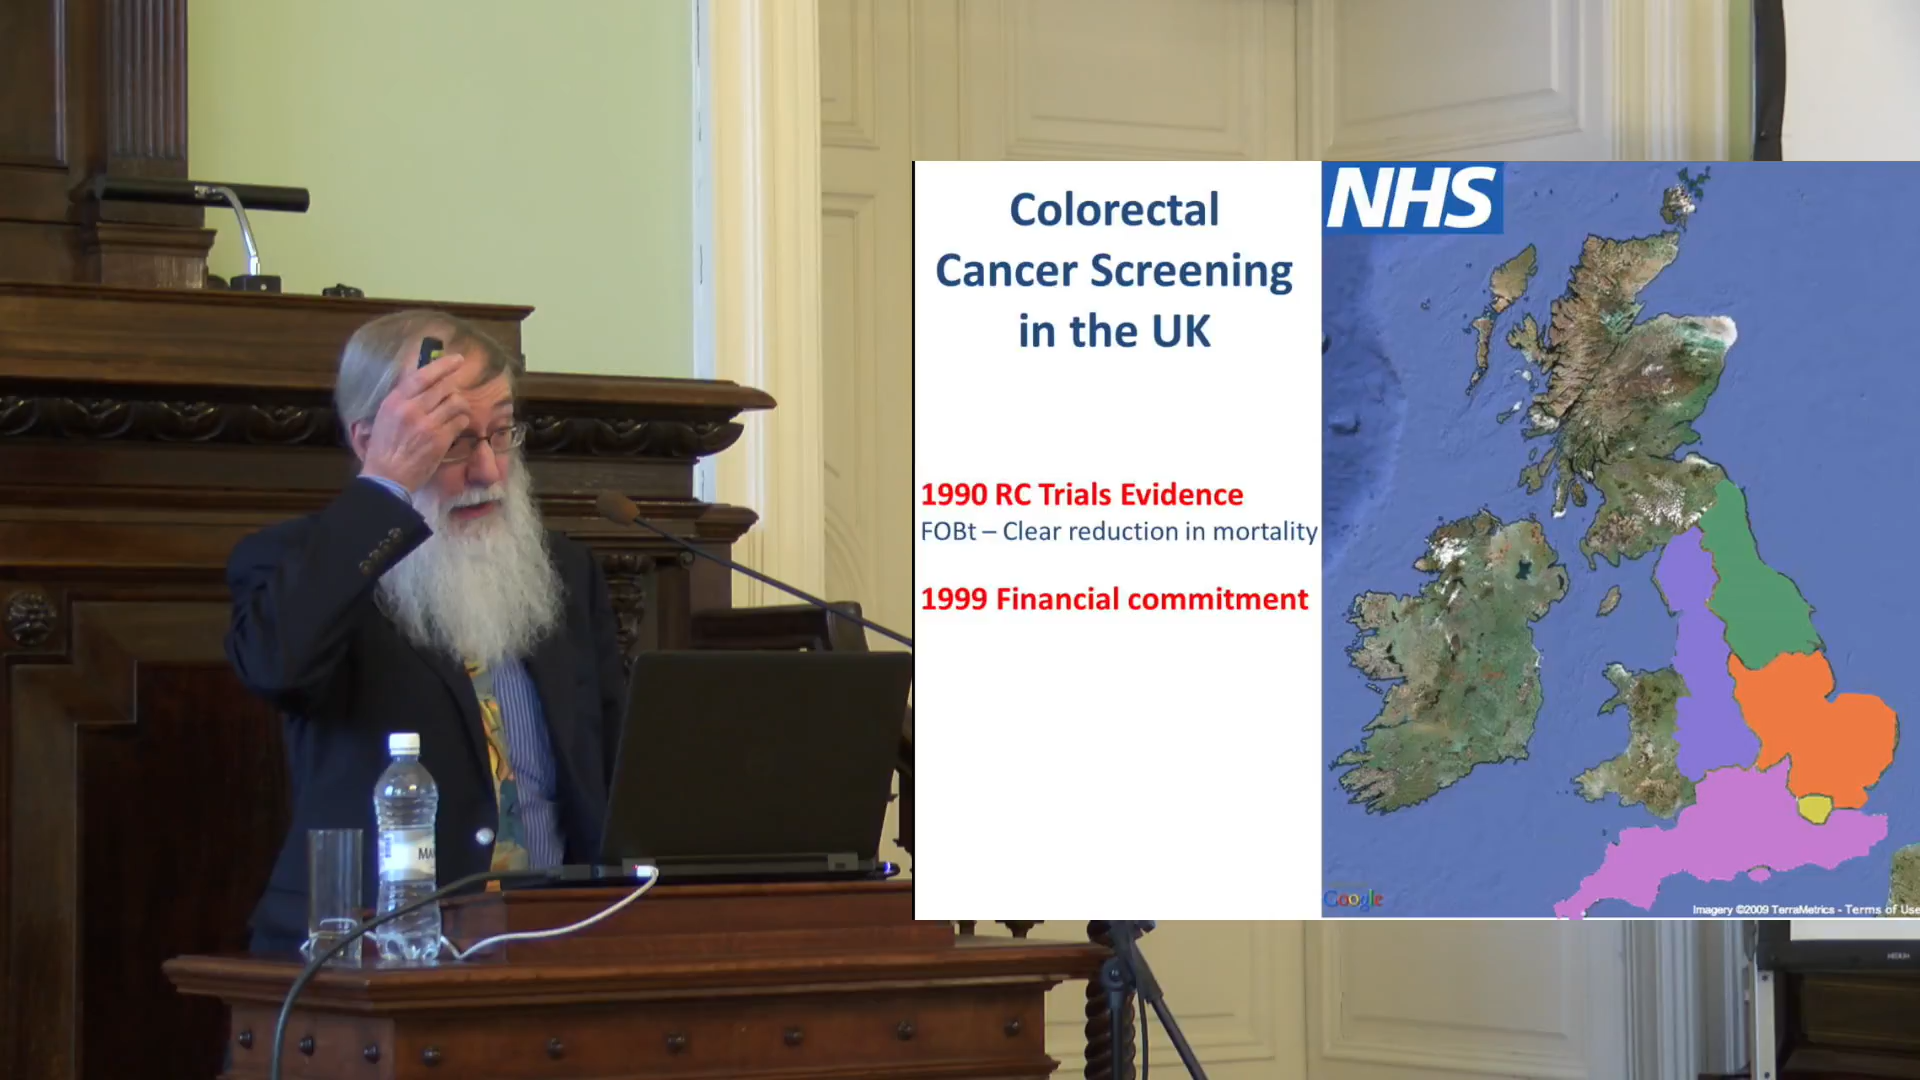 Colorectal
Cancer Screening
in the UK
1990 RC Trials Evidence
FOBt – Clear reduction in mortality
1999 Financial commitment
NHS
Google
Imagery ©2009 TerraMetrics - Terms of Use